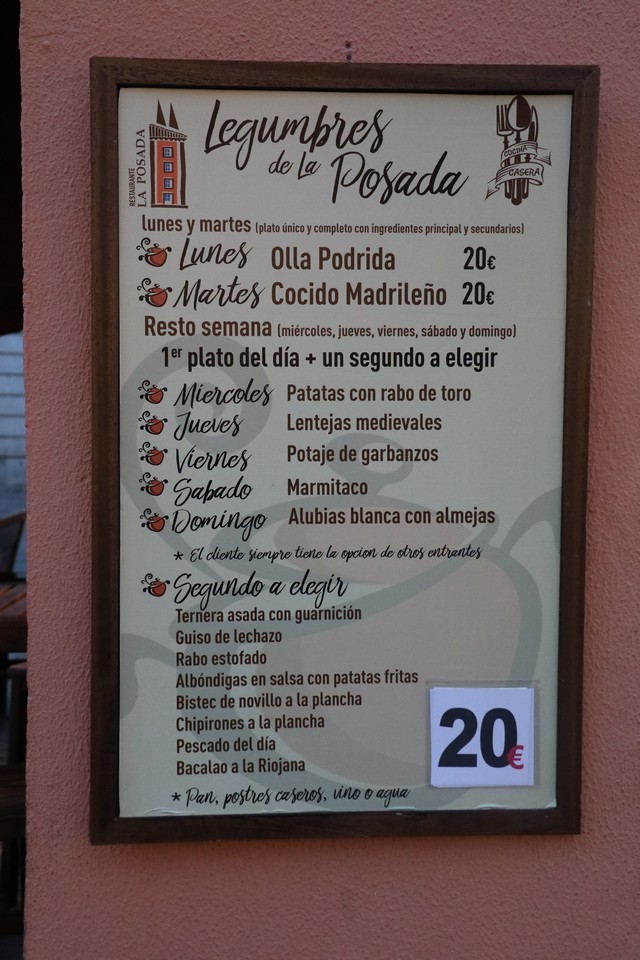 RESTAURANTE
LA POSADA
Legumbres
de La Posada
COCINA
CASERA
lunes y martes (plato único y completo con ingredientes principal y secundarios)
Lunes Olla Podrida 20€
Martes Cocido Madrileño 20€
Resto semana (miércoles, jueves, viernes, sábado y domingo)
1er plato del día + un segundo a elegir
Miercoles Patatas con rabo de toro
Jueves Lentejas medievales
Viernes Potaje de garbanzos
Sabado Marmitaco
Domingo Alubias blanca con almejas
* El cliente siempre tiene la opcion de otros entrantes
Segundo a elegir
Ternera asada con guarnición
Guiso de lechazo
Rabo estofado
Albóndigas en salsa con patatas fritas
Bistec de novillo a la plancha
Chipirones a la plancha
Pescado del día
Bacalao a la Riojana
20€
* Pan, postres caseros, vino o agua